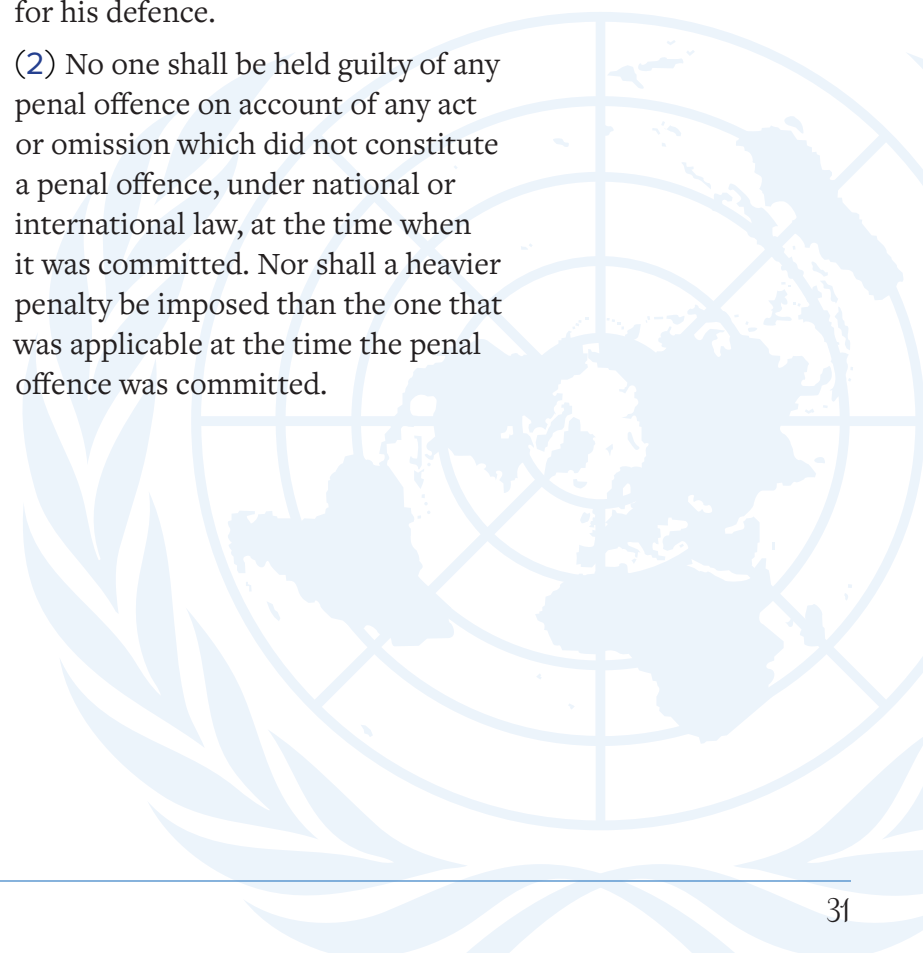 for his defence.
(2) No one shall be held guilty of any
penal offence on account of any act
or omission which did not constitute
a penal offence, under national or
international law, at the time when
it was committed. Nor shall a heavier
penalty be imposed than the one that
was applicable at the time the penal
offence was committed.
31